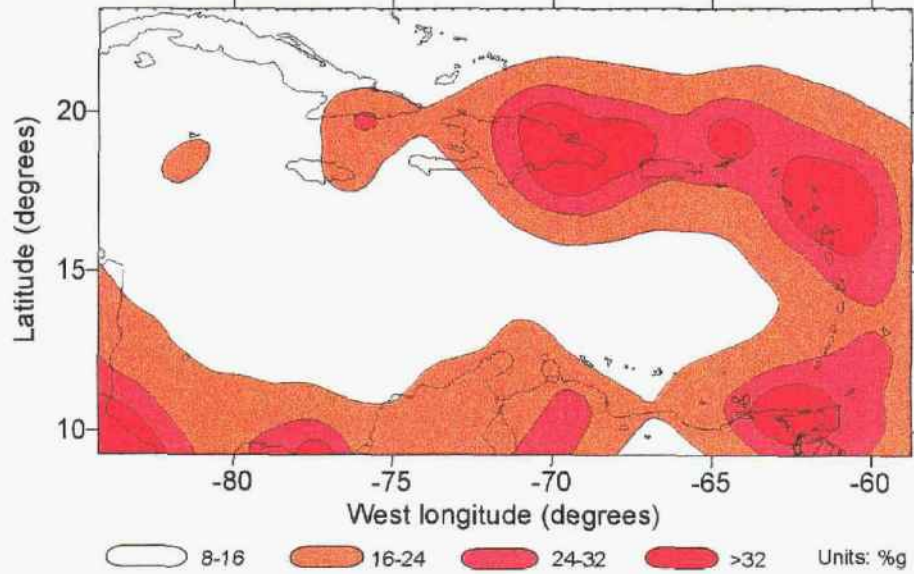 Latitude (degrees)
20
15
10
-80 -75 -70 -65 -60
West longitude (degrees)
8-16 16-24 24-32 >32 Units: %g